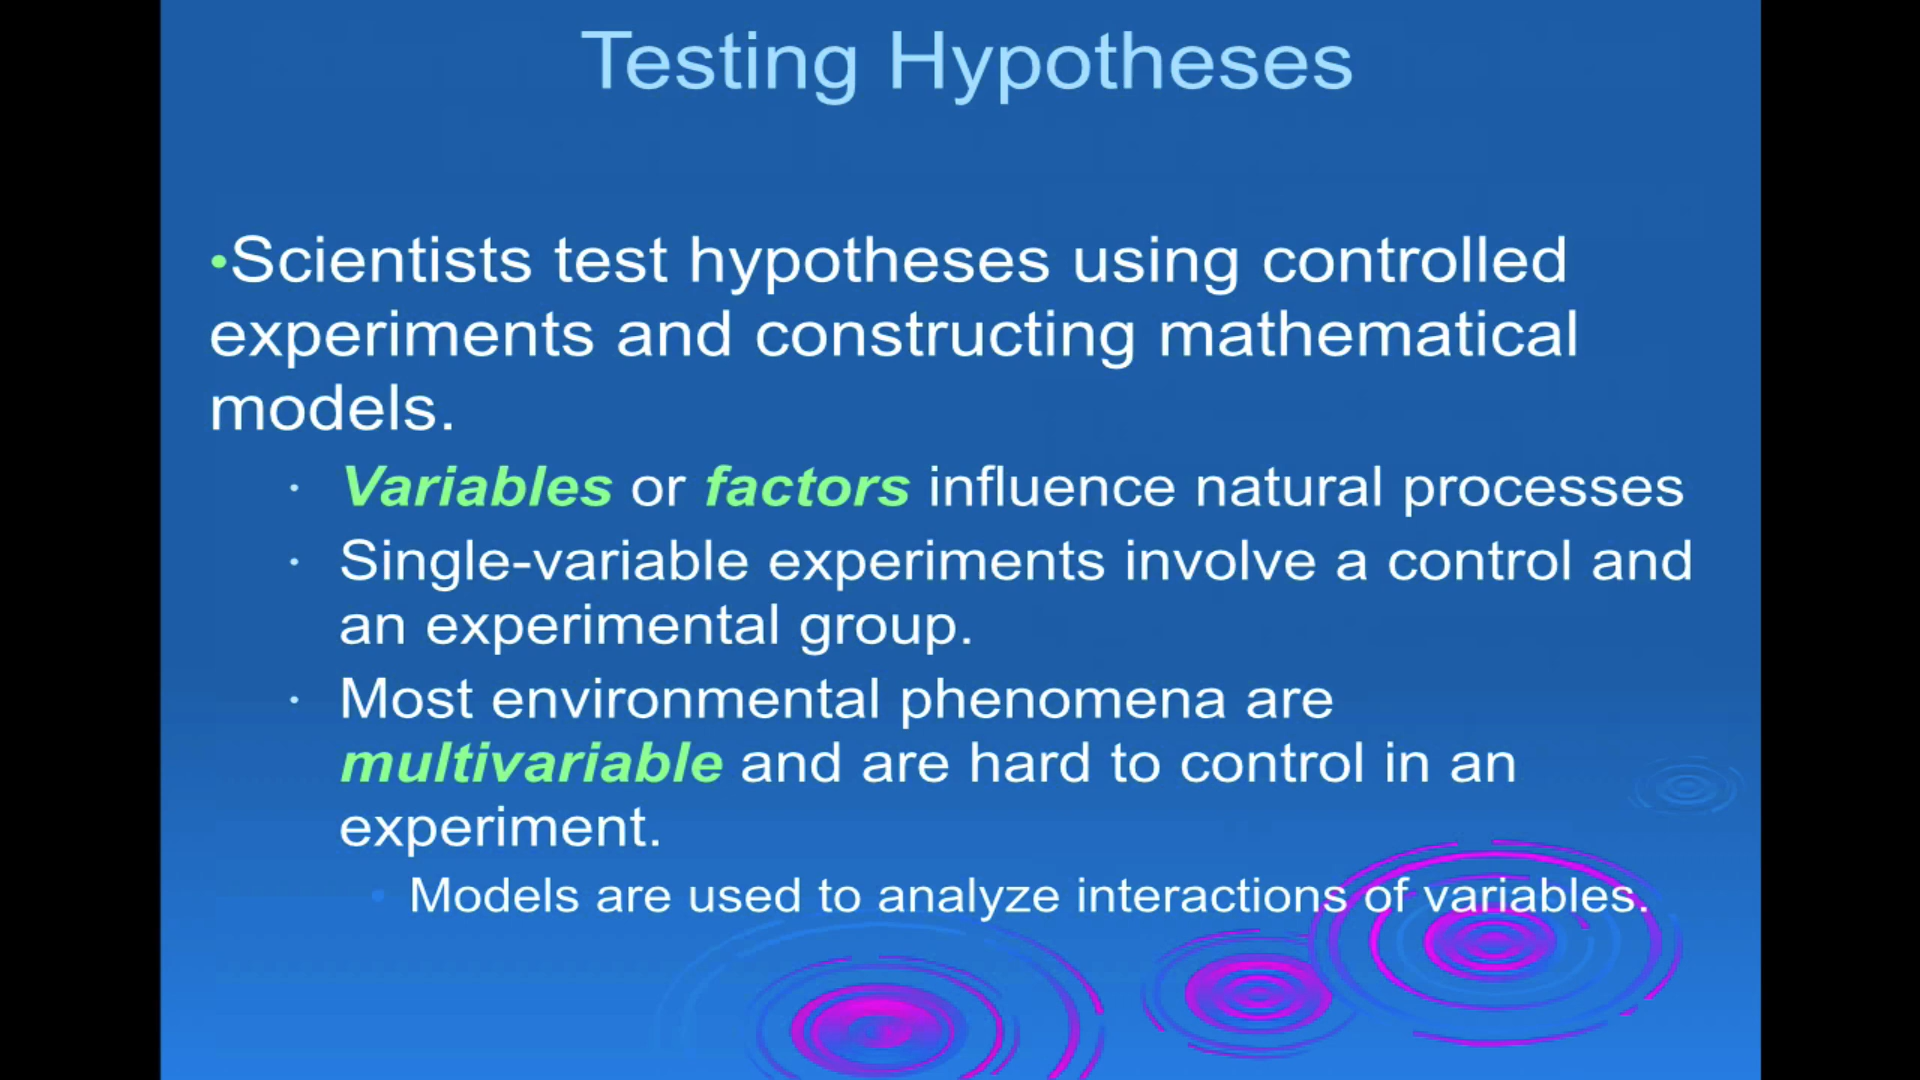 Testing Hypotheses
•Scientists test hypotheses using controlled
experiments and constructing mathematical
models.
· Variables or factors influence natural processes
· Single-variable experiments involve a control and
an experimental group.
· Most environmental phenomena are
multivariable and are hard to control in an
experiment.
• Models are used to analyze interactions of variables.